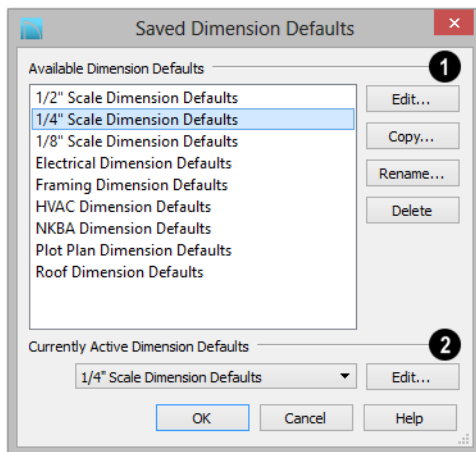 Saved Dimension Defaults
Available Dimension Defaults
1
1/2" Scale Dimension Defaults
1/4" Scale Dimension Defaults
1/8" Scale Dimension Defaults
Electrical Dimension Defaults
Framing Dimension Defaults
HVAC Dimension Defaults
NKBA Dimension Defaults
Plot Plan Dimension Defaults
Roof Dimension Defaults
Edit...
Copy...
Rename...
Delete
Currently Active Dimension Defaults
2
1/4" Scale Dimension Defaults
Edit...
OK
Cancel
Help